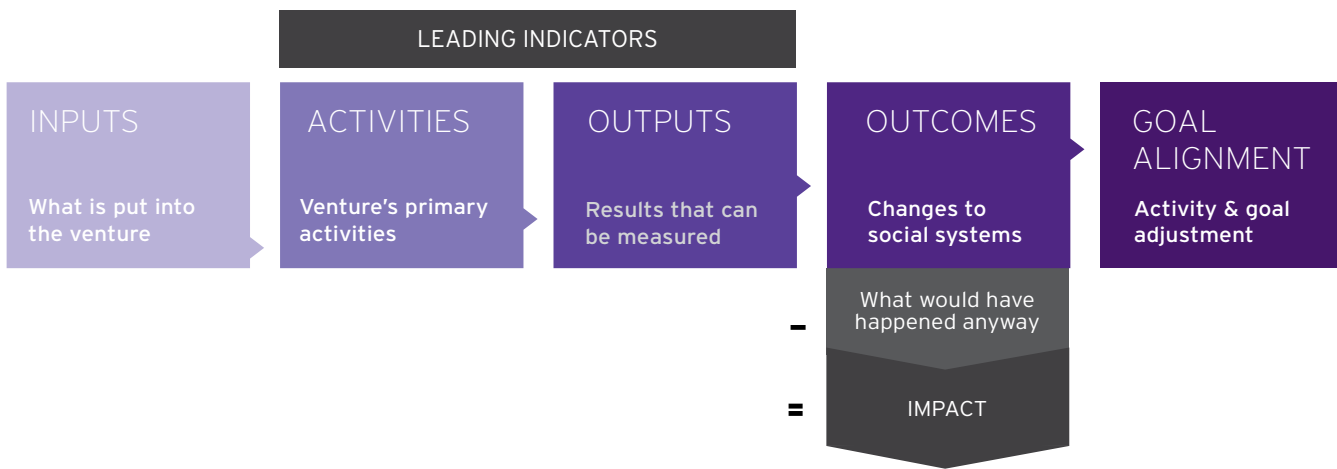 LEADING INDICATORS
INPUTS
What is put into
the venture
ACTIVITIES
Venture's primary
activities
OUTPUTS
Results that can
be measured
OUTCOMES
Changes to
social systems
GOAL
ALIGNMENT
Activity & goal
adjustment
-
What would have
happened anyway
=
IMPACT